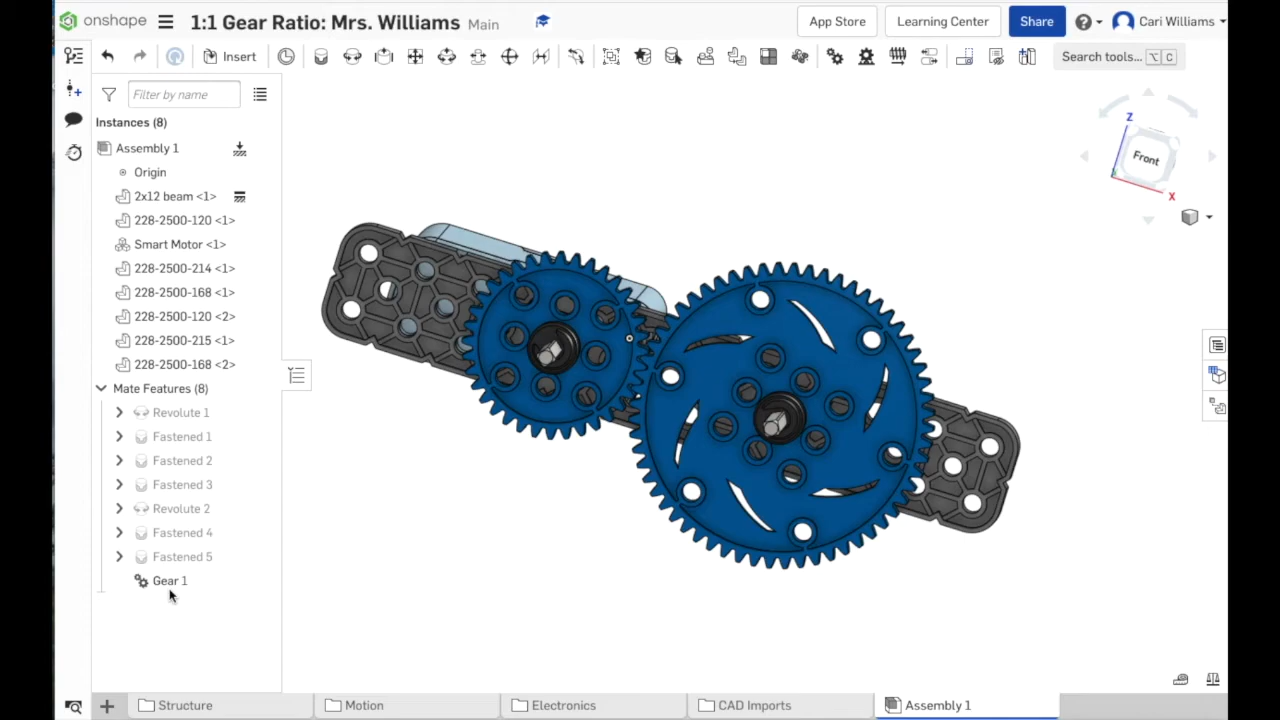 onshape
1:1 Gear Ratio: Mrs. Williams Main
App Store
Learning Center
Share
Cari Williams
Insert
Search tools... ⌥ C
Filter by name
Instances (8)
Assembly 1
Origin
2x12 beam <1>
228-2500-120 <1>
Smart Motor <1>
228-2500-214 <1>
228-2500-168 <1>
228-2500-120 <2>
228-2500-215 <1>
228-2500-168 <2>
Mate Features (8)
Revolute 1
Fastened 1
Fastened 2
Fastened 3
Revolute 2
Fastened 4
Fastened 5
Gear 1
Z
Front
X
Structure
Motion
Electronics
CAD Imports
Assembly 1